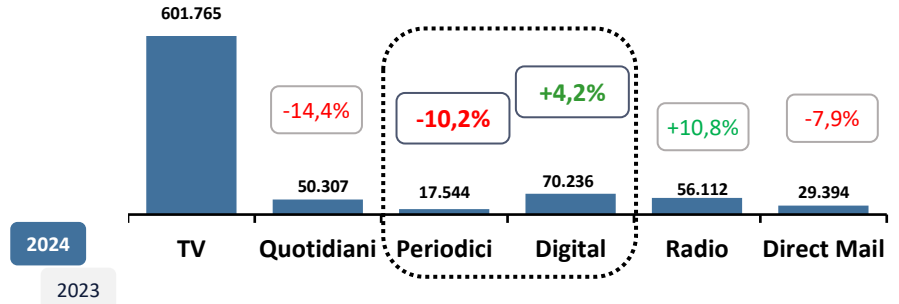 601.765
-14,4%
-10,2%
+4,2%
+10,8%
-7,9%
50.307
17.544
70.236
56.112
29.394
TV
Quotidiani
Periodici
Digital
Radio
Direct Mail
2024
2023